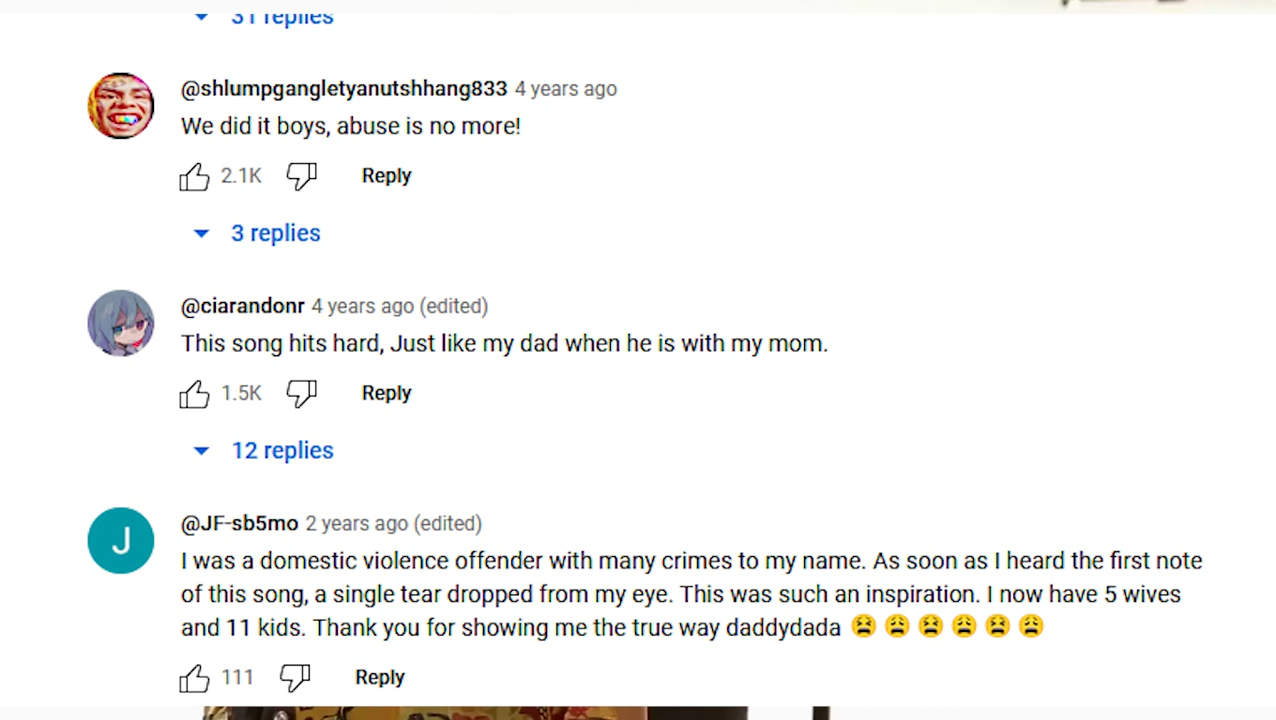 31 replies
@shlumpgangletyanutshhang833 4 years ago
We did it boys, abuse is no more!
2.1K Reply
3 replies
@ciarandonr 4 years ago (edited)
This song hits hard, Just like my dad when he is with my mom.
1.5K Reply
12 replies
J
@JF-sb5mo 2 years ago (edited)
I was a domestic violence offender with many crimes to my name. As soon as I heard the first note
of this song, a single tear dropped from my eye. This was such an inspiration. I now have 5 wives
and 11 kids. Thank you for showing me the true way daddydada 😫 😩 😫 😩 😫 😩
111 Reply